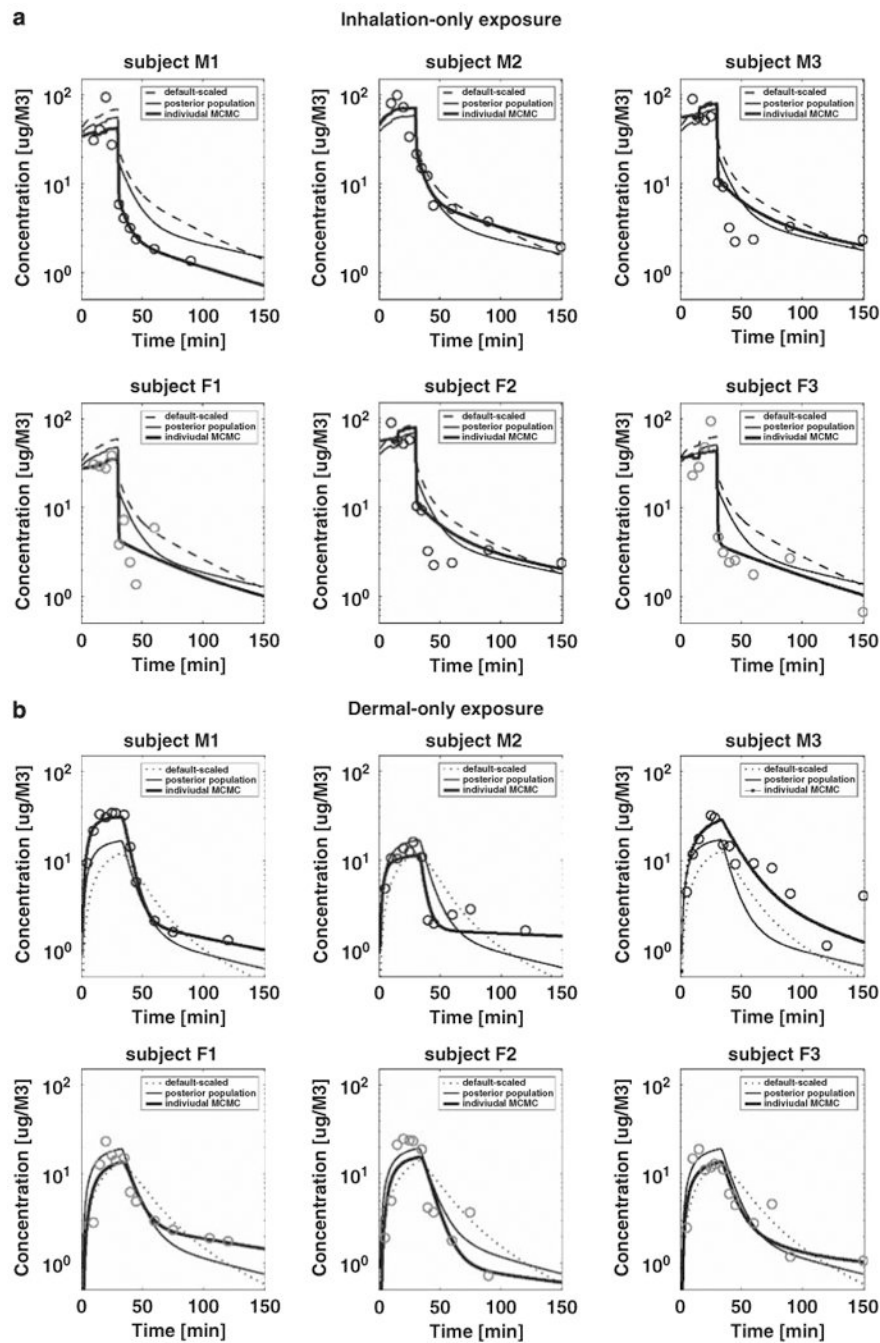 a
Inhalation-only exposure
subject M1
subject M2
subject M3
Concentration [ug/M3]
10²
10¹
10⁰
default-scaled
posterior population
indiviudal MCMC
0 50 100 150
Time [min]
Concentration [ug/M3]
10²
10¹
10⁰
default-scaled
posterior population
indiviudal MCMC
0 50 100 150
Time [min]
Concentration [ug/M3]
10²
10¹
10⁰
default-scaled
posterior population
indiviudal MCMC
0 50 100 150
Time [min]
subject F1
subject F2
subject F3
Concentration [ug/M3]
10²
10¹
10⁰
default-scaled
posterior population
indiviudal MCMC
0 50 100 150
Time [min]
Concentration [ug/M3]
10²
10¹
10⁰
default-scaled
posterior population
indiviudal MCMC
0 50 100 150
Time [min]
Concentration [ug/M3]
10²
10¹
10⁰
default-scaled
posterior population
indiviudal MCMC
0 50 100 150
Time [min]
b
Dermal-only exposure
subject M1
subject M2
subject M3
Concentration [ug/M3]
10²
10¹
10⁰
default-scaled
posterior population
indiviudal MCMC
0 50 100 150
Time [min]
Concentration [ug/M3]
10²
10¹
10⁰
default-scaled
posterior population
indiviudal MCMC
0 50 100 150
Time [min]
Concentration [ug/M3]
10²
10¹
10⁰
default-scaled
posterior population
indiviudal MCMC
0 50 100 150
Time [min]
subject F1
subject F2
subject F3
Concentration [ug/M3]
10²
10¹
10⁰
default-scaled
posterior population
indiviudal MCMC
0 50 100 150
Time [min]
Concentration [ug/M3]
10²
10¹
10⁰
default-scaled
posterior population
indiviudal MCMC
0 50 100 150
Time [min]
Concentration [ug/M3]
10²
10¹
10⁰
default-scaled
posterior population
indiviudal MCMC
0 50 100 150
Time [min]